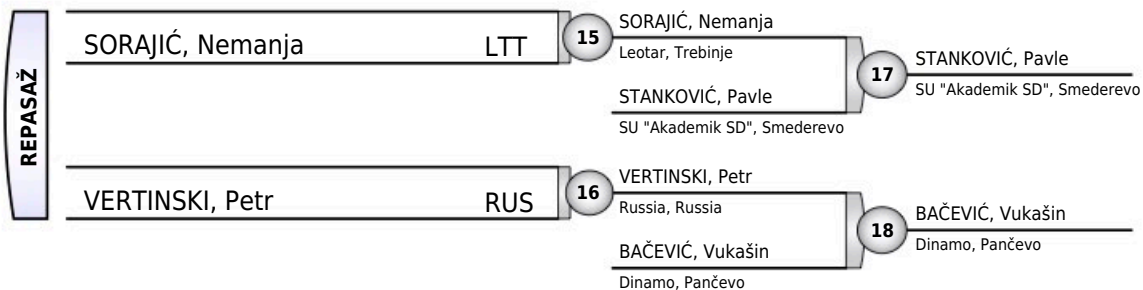 REPASAŽ
SORAJIĆ, Nemanja LTT
15
SORAJIĆ, Nemanja
Leotar, Trebinje
STANKOVIĆ, Pavle
SU "Akademik SD", Smederevo
17
STANKOVIĆ, Pavle
SU "Akademik SD", Smederevo
VERTINSKI, Petr RUS
16
VERTINSKI, Petr
Russia, Russia
BAČEVIĆ, Vukašin
Dinamo, Pančevo
18
BAČEVIĆ, Vukašin
Dinamo, Pančevo